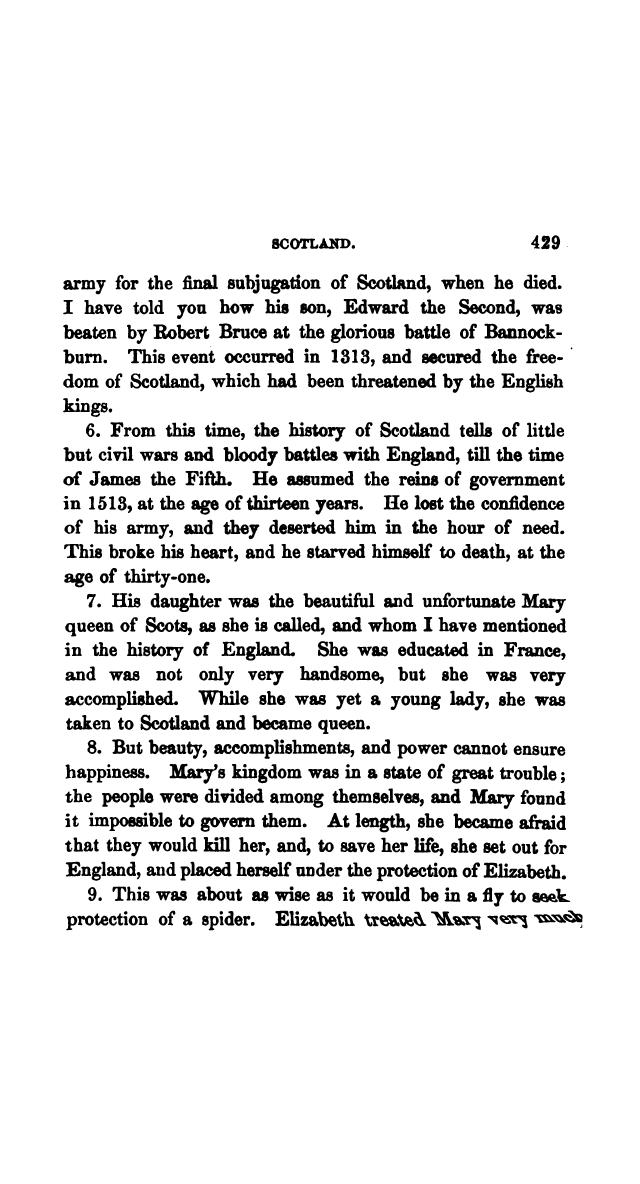 SCOTLAND. 429
army for the final subjugation of Scotland, when he died.
I have told you how his son, Edward the Second, was
beaten by Robert Bruce at the glorious battle of Bannock-
burn. This event occurred in 1313, and secured the free-
dom of Scotland, which had been threatened by the English
kings.
6. From this time, the history of Scotland tells of little
but civil wars and bloody battles with England, till the time
of James the Fifth. He assumed the reins of government
in 1513, at the age of thirteen years. He lost the confidence
of his army, and they deserted him in the hour of need.
This broke his heart, and he starved himself to death, at the
age of thirty-one.
7. His daughter was the beautiful and unfortunate Mary
queen of Scots, as she is called, and whom I have mentioned
in the history of England. She was educated in France,
and was not only very handsome, but she was very
accomplished. While she was yet a young lady, she was
taken to Scotland and became queen.
8. But beauty, accomplishments, and power cannot ensure
happiness. Mary's kingdom was in a state of great trouble;
the people were divided among themselves, and Mary found
it impossible to govern them. At length, she became afraid
that they would kill her, and, to save her life, she set out for
England, and placed herself under the protection of Elizabeth.
9. This was about as wise as it would be in a fly to seek
protection of a spider. Elizabeth treated Mary very much